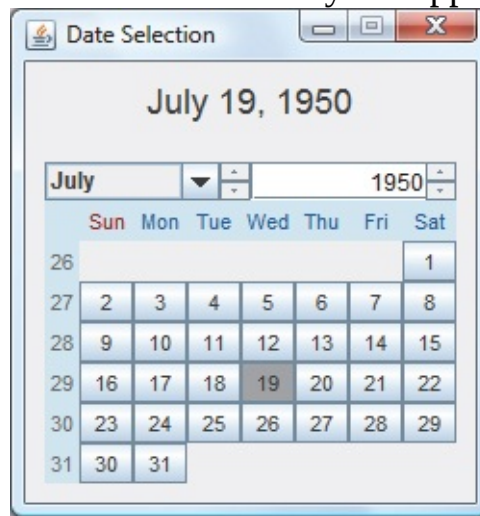 Date Selection
July 19, 1950
July 1950
Sun Mon Tue Wed Thu Fri Sat
26 1
27 2 3 4 5 6 7 8
28 9 10 11 12 13 14 15
29 16 17 18 19 20 21 22
30 23 24 25 26 27 28 29
31 30 31